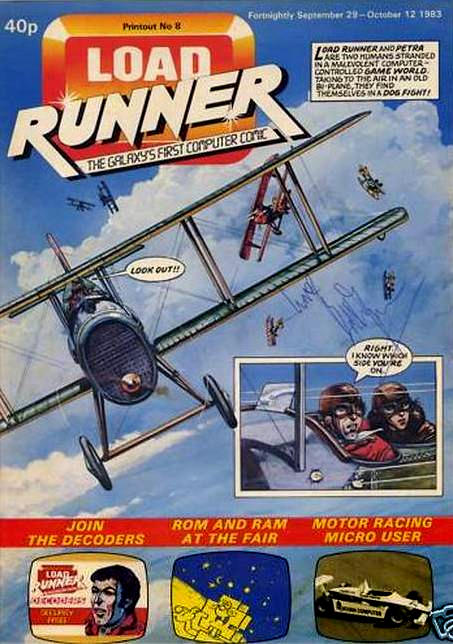 40p
Printout No 8
Fortnightly September 29 – October 12 1983
LOAD
RUNNER
THE GALAXY'S FIRST COMPUTER COMIC
LOAD RUNNER AND PETRA
ARE TWO HUMANS STRANDED
IN A MALEVOLENT COMPUTER-
CONTROLLED GAME WORLD.
TAKING TO THE AIR IN AN OLD
BI-PLANE, THEY FIND
THEMSELVES IN A DOG FIGHT!
LOOK OUT!!
RIGHT.
I KNOW WHICH
SIDE YOU'RE
ON..
JOIN
THE DECODERS
ROM AND RAM
AT THE FAIR
MOTOR RACING
MICRO USER
LOAD
RUNNER
DECODERS